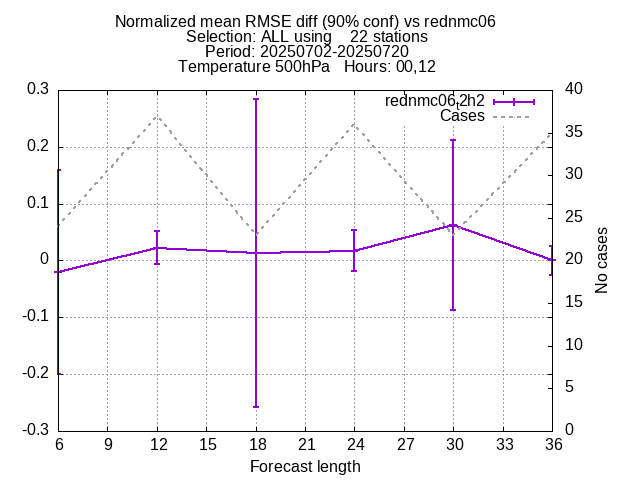 Normalized mean RMSE diff (90% conf) vs rednmc06
Selection: ALL using 22 stations
Period: 20250702-20250720
Temperature 500hPa Hours: 00,12
rednmc06,2h2
Cases
0.3
0.2
0.1
0
-0.1
-0.2
-0.3
40
35
30
25
20
15
10
5
0
No cases
6 9 12 15 18 21 24 27 30 33 36
Forecast length